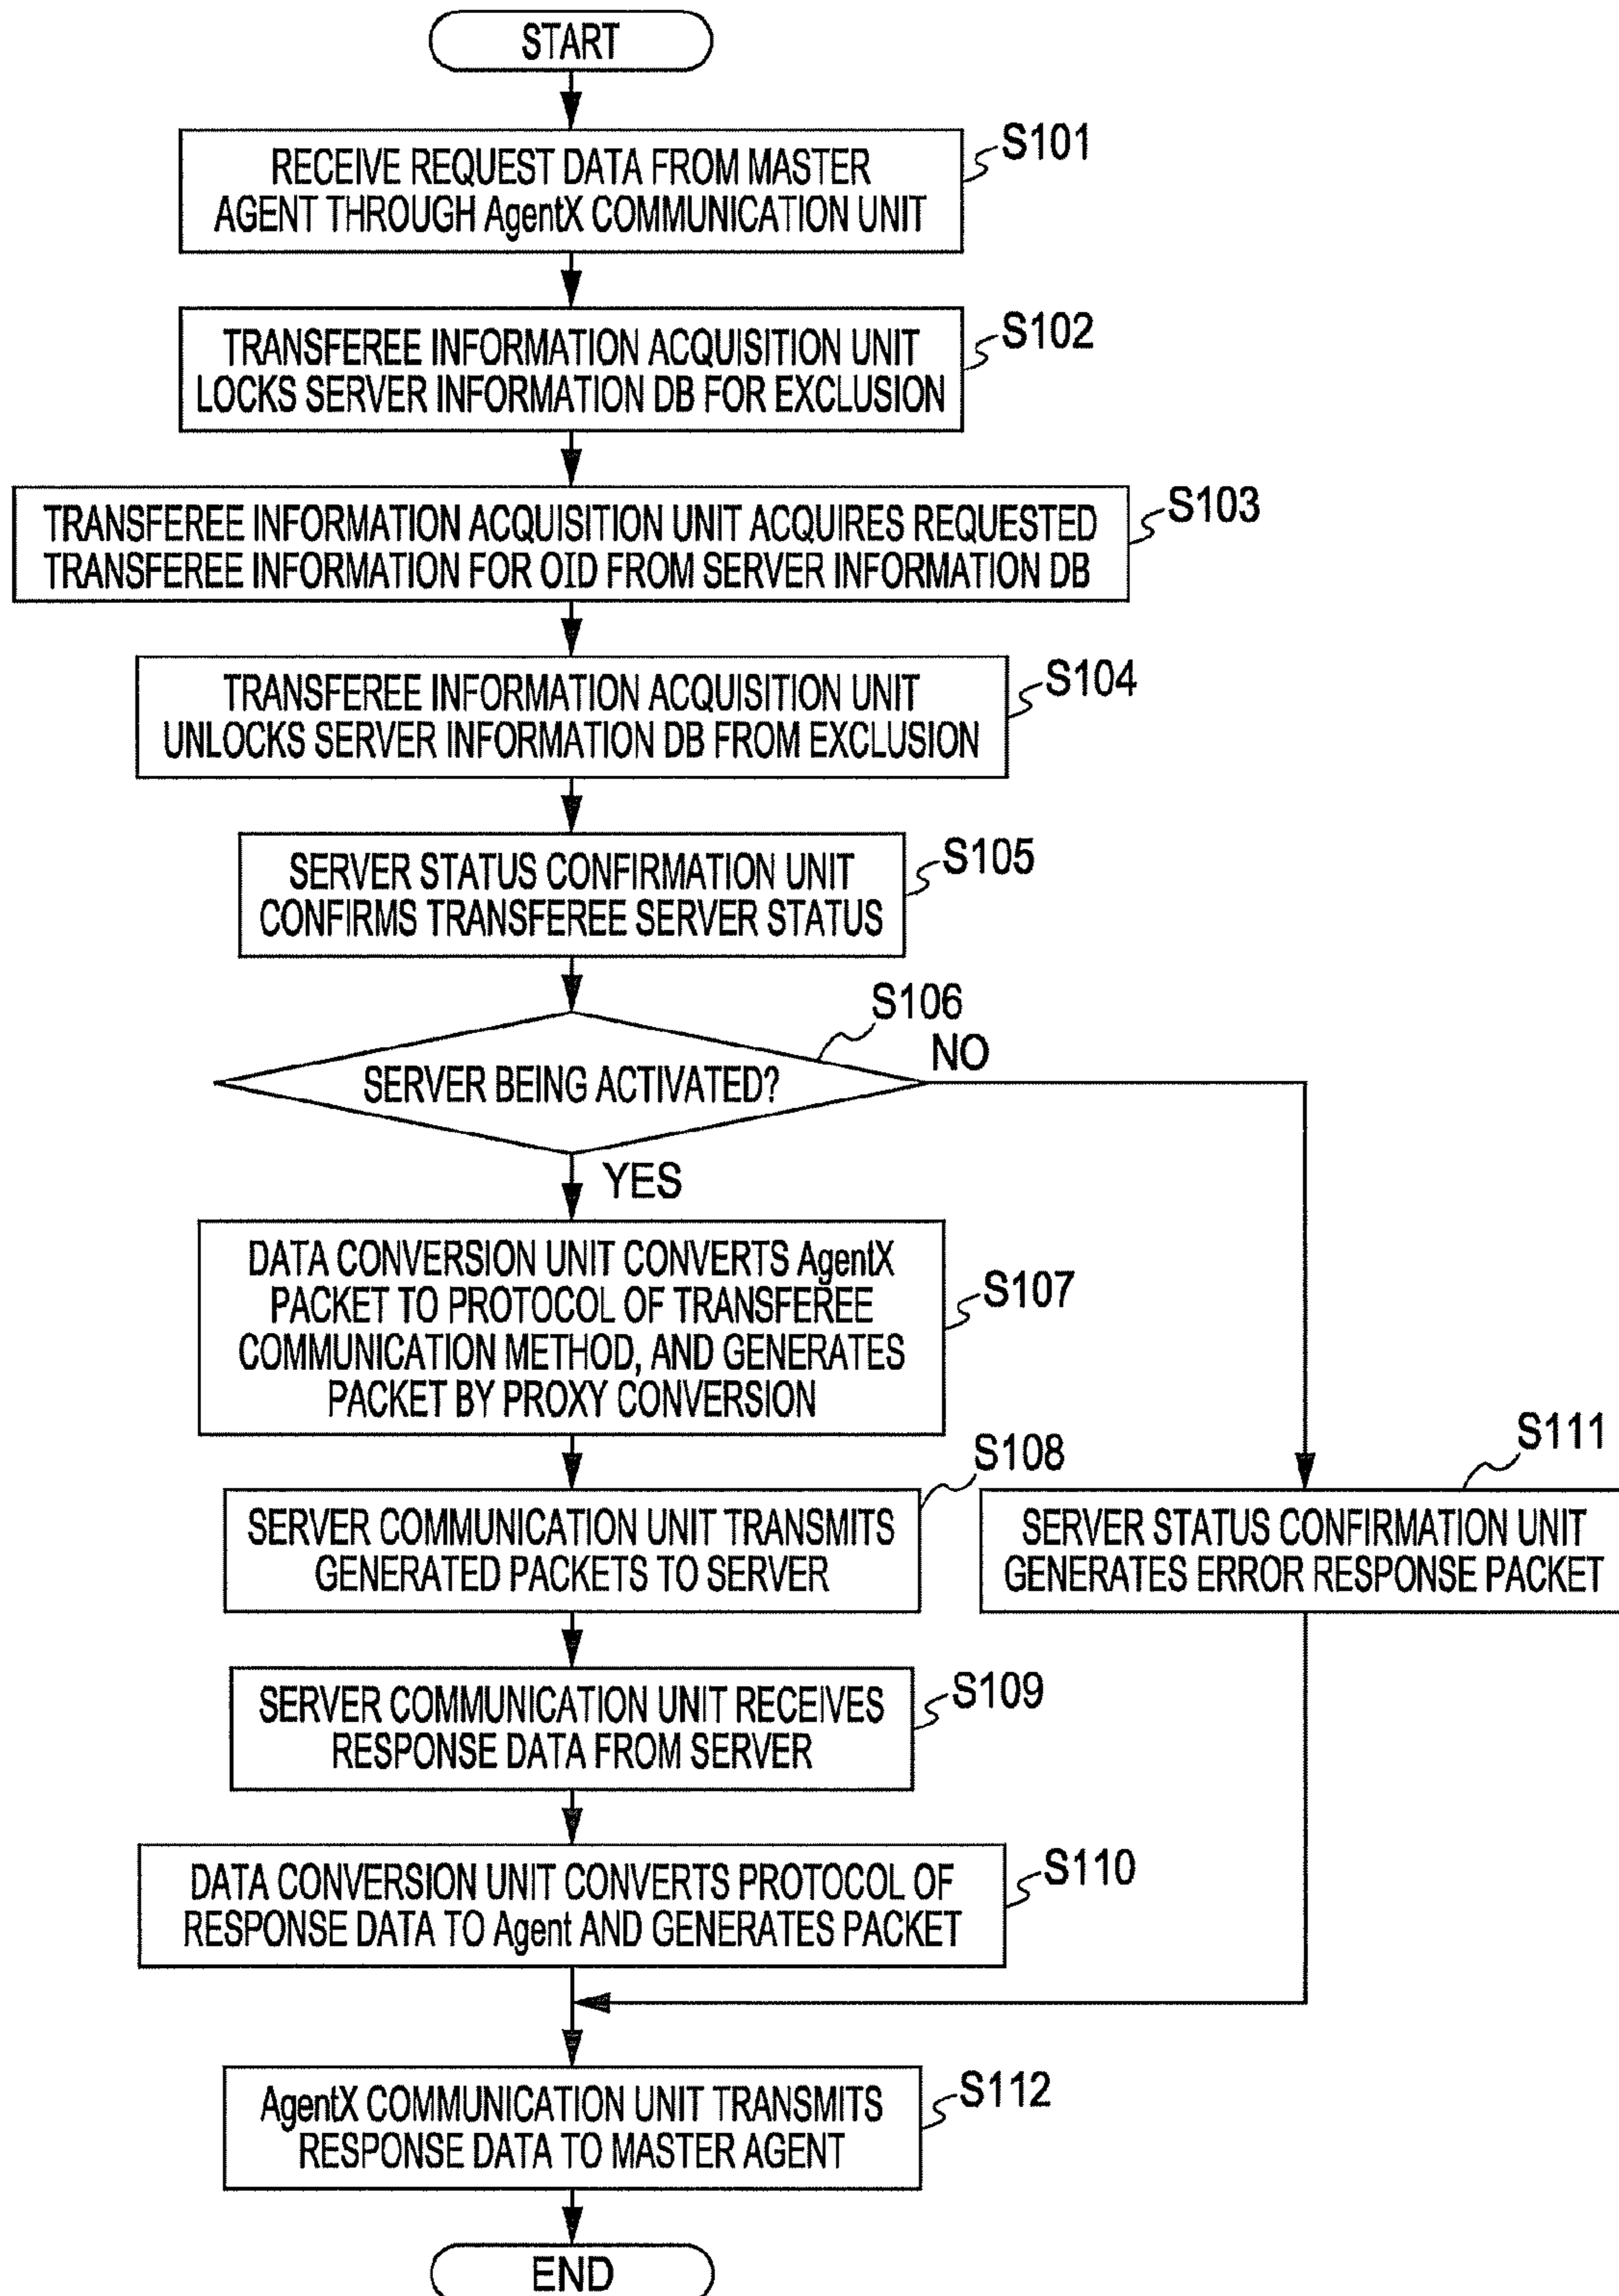 START
RECEIVE REQUEST DATA FROM MASTER
AGENT THROUGH AgentX COMMUNICATION UNIT
S101
TRANSFEREE INFORMATION ACQUISITION UNIT
LOCKS SERVER INFORMATION DB FOR EXCLUSION
S102
TRANSFEREE INFORMATION ACQUISITION UNIT ACQUIRES REQUESTED
TRANSFEREE INFORMATION FOR OID FROM SERVER INFORMATION DB
S103
TRANSFEREE INFORMATION ACQUISITION UNIT
UNLOCKS SERVER INFORMATION DB FROM EXCLUSION
S104
SERVER STATUS CONFIRMATION UNIT
CONFIRMS TRANSFEREE SERVER STATUS
S105
S106
SERVER BEING ACTIVATED?
NO
YES
DATA CONVERSION UNIT CONVERTS AgentX
PACKET TO PROTOCOL OF TRANSFEREE
COMMUNICATION METHOD, AND GENERATES
PACKET BY PROXY CONVERSION
S107
SERVER COMMUNICATION UNIT TRANSMITS
GENERATED PACKETS TO SERVER
S108
SERVER STATUS CONFIRMATION UNIT
GENERATES ERROR RESPONSE PACKET
S111
SERVER COMMUNICATION UNIT RECEIVES
RESPONSE DATA FROM SERVER
S109
DATA CONVERSION UNIT CONVERTS PROTOCOL OF
RESPONSE DATA TO Agent AND GENERATES PACKET
S110
AgentX COMMUNICATION UNIT TRANSMITS
RESPONSE DATA TO MASTER AGENT
S112
END